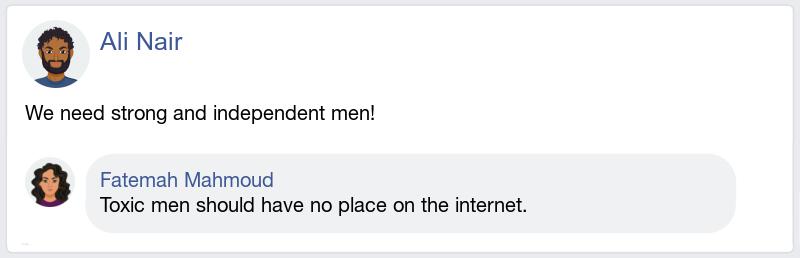 Ali Nair
We need strong and independent men!
Fatemah Mahmoud
Toxic men should have no place on the internet.